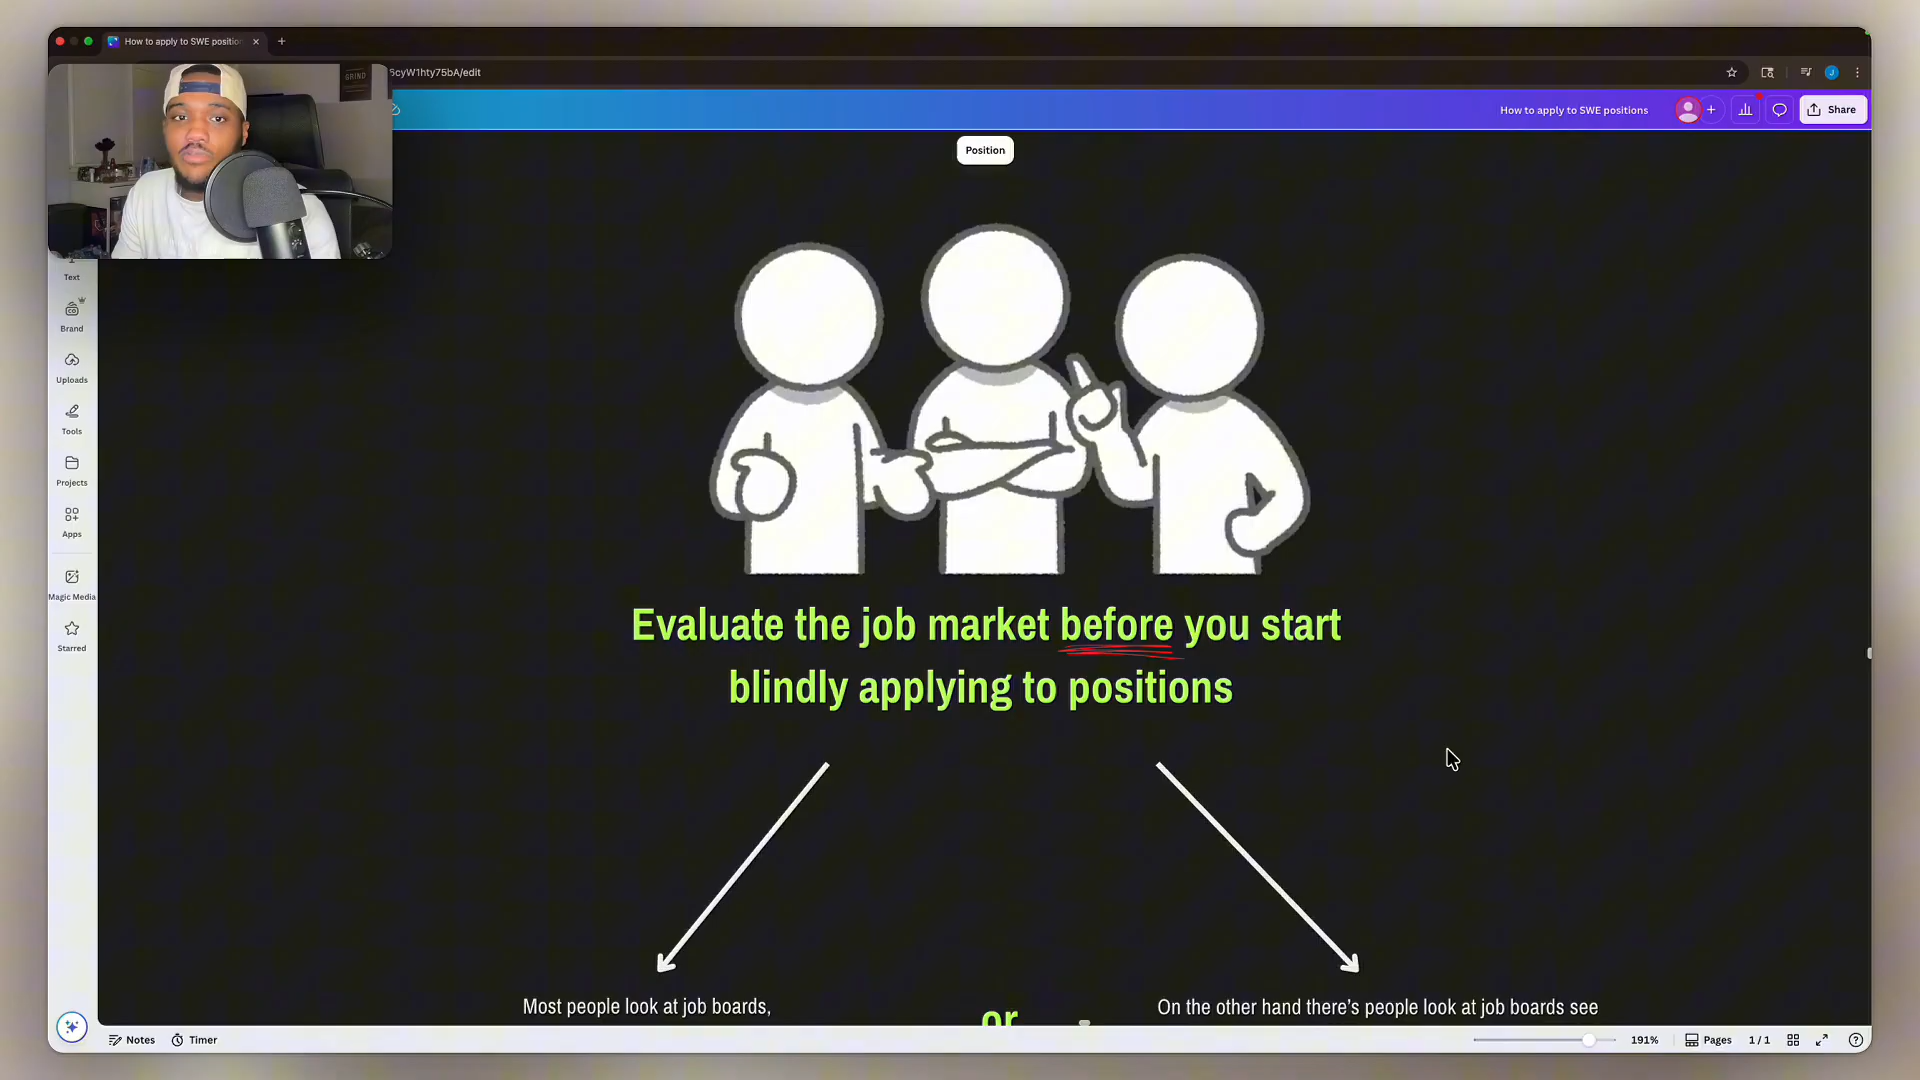 How to apply to SWE position
5cyW1hty75bA/edit
J
GRIND
How to apply to SWE positions
Share
Position
Text
Brand
Uploads
Tools
Projects
Apps
Magic Media
Starred
Evaluate the job market before you start
blindly applying to positions
Most people look at job boards,
or
On the other hand there's people look at job boards see
Notes
Timer
191%
Pages
1 / 1